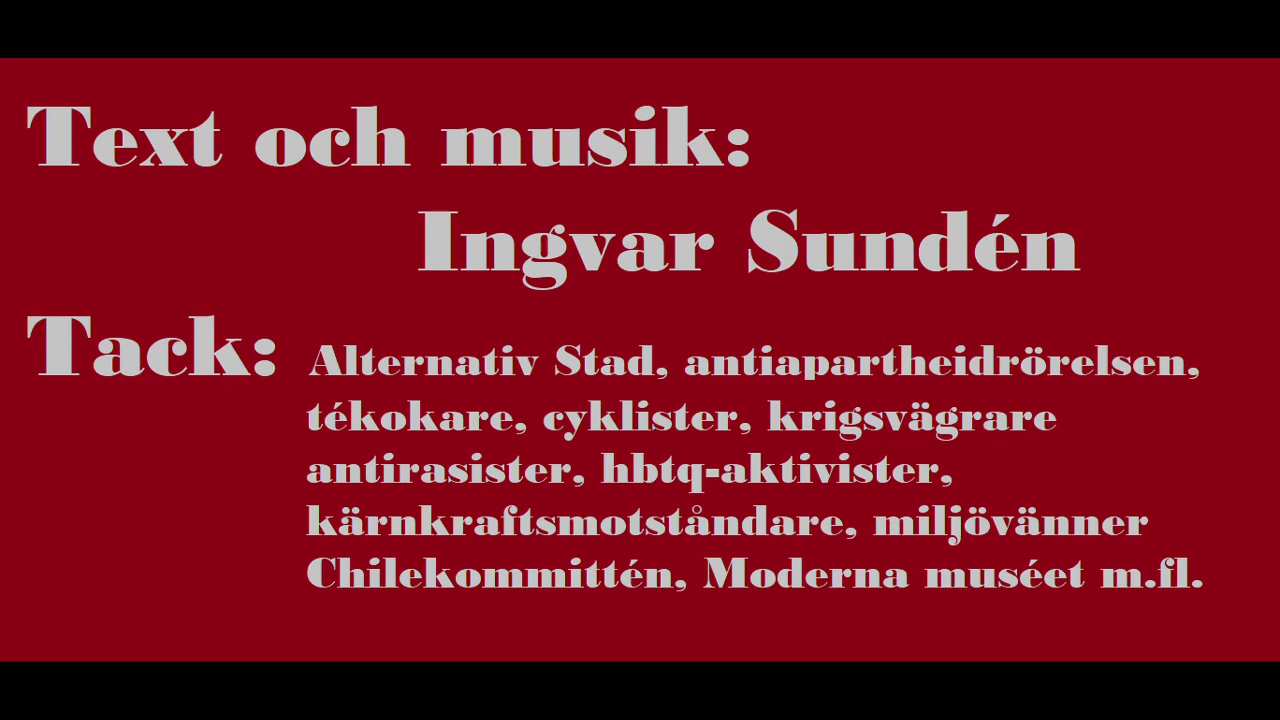 Text och musik:
Ingvar Sundén
Tack: Alternativ Stad, antiapartheidrörelsen,
tékokare, cyklister, krigsvägrare
antirasister, hbtq-aktivister,
kärnkraftsmotståndare, miljövänner
Chilekommittén, Moderna muséet m.fl.